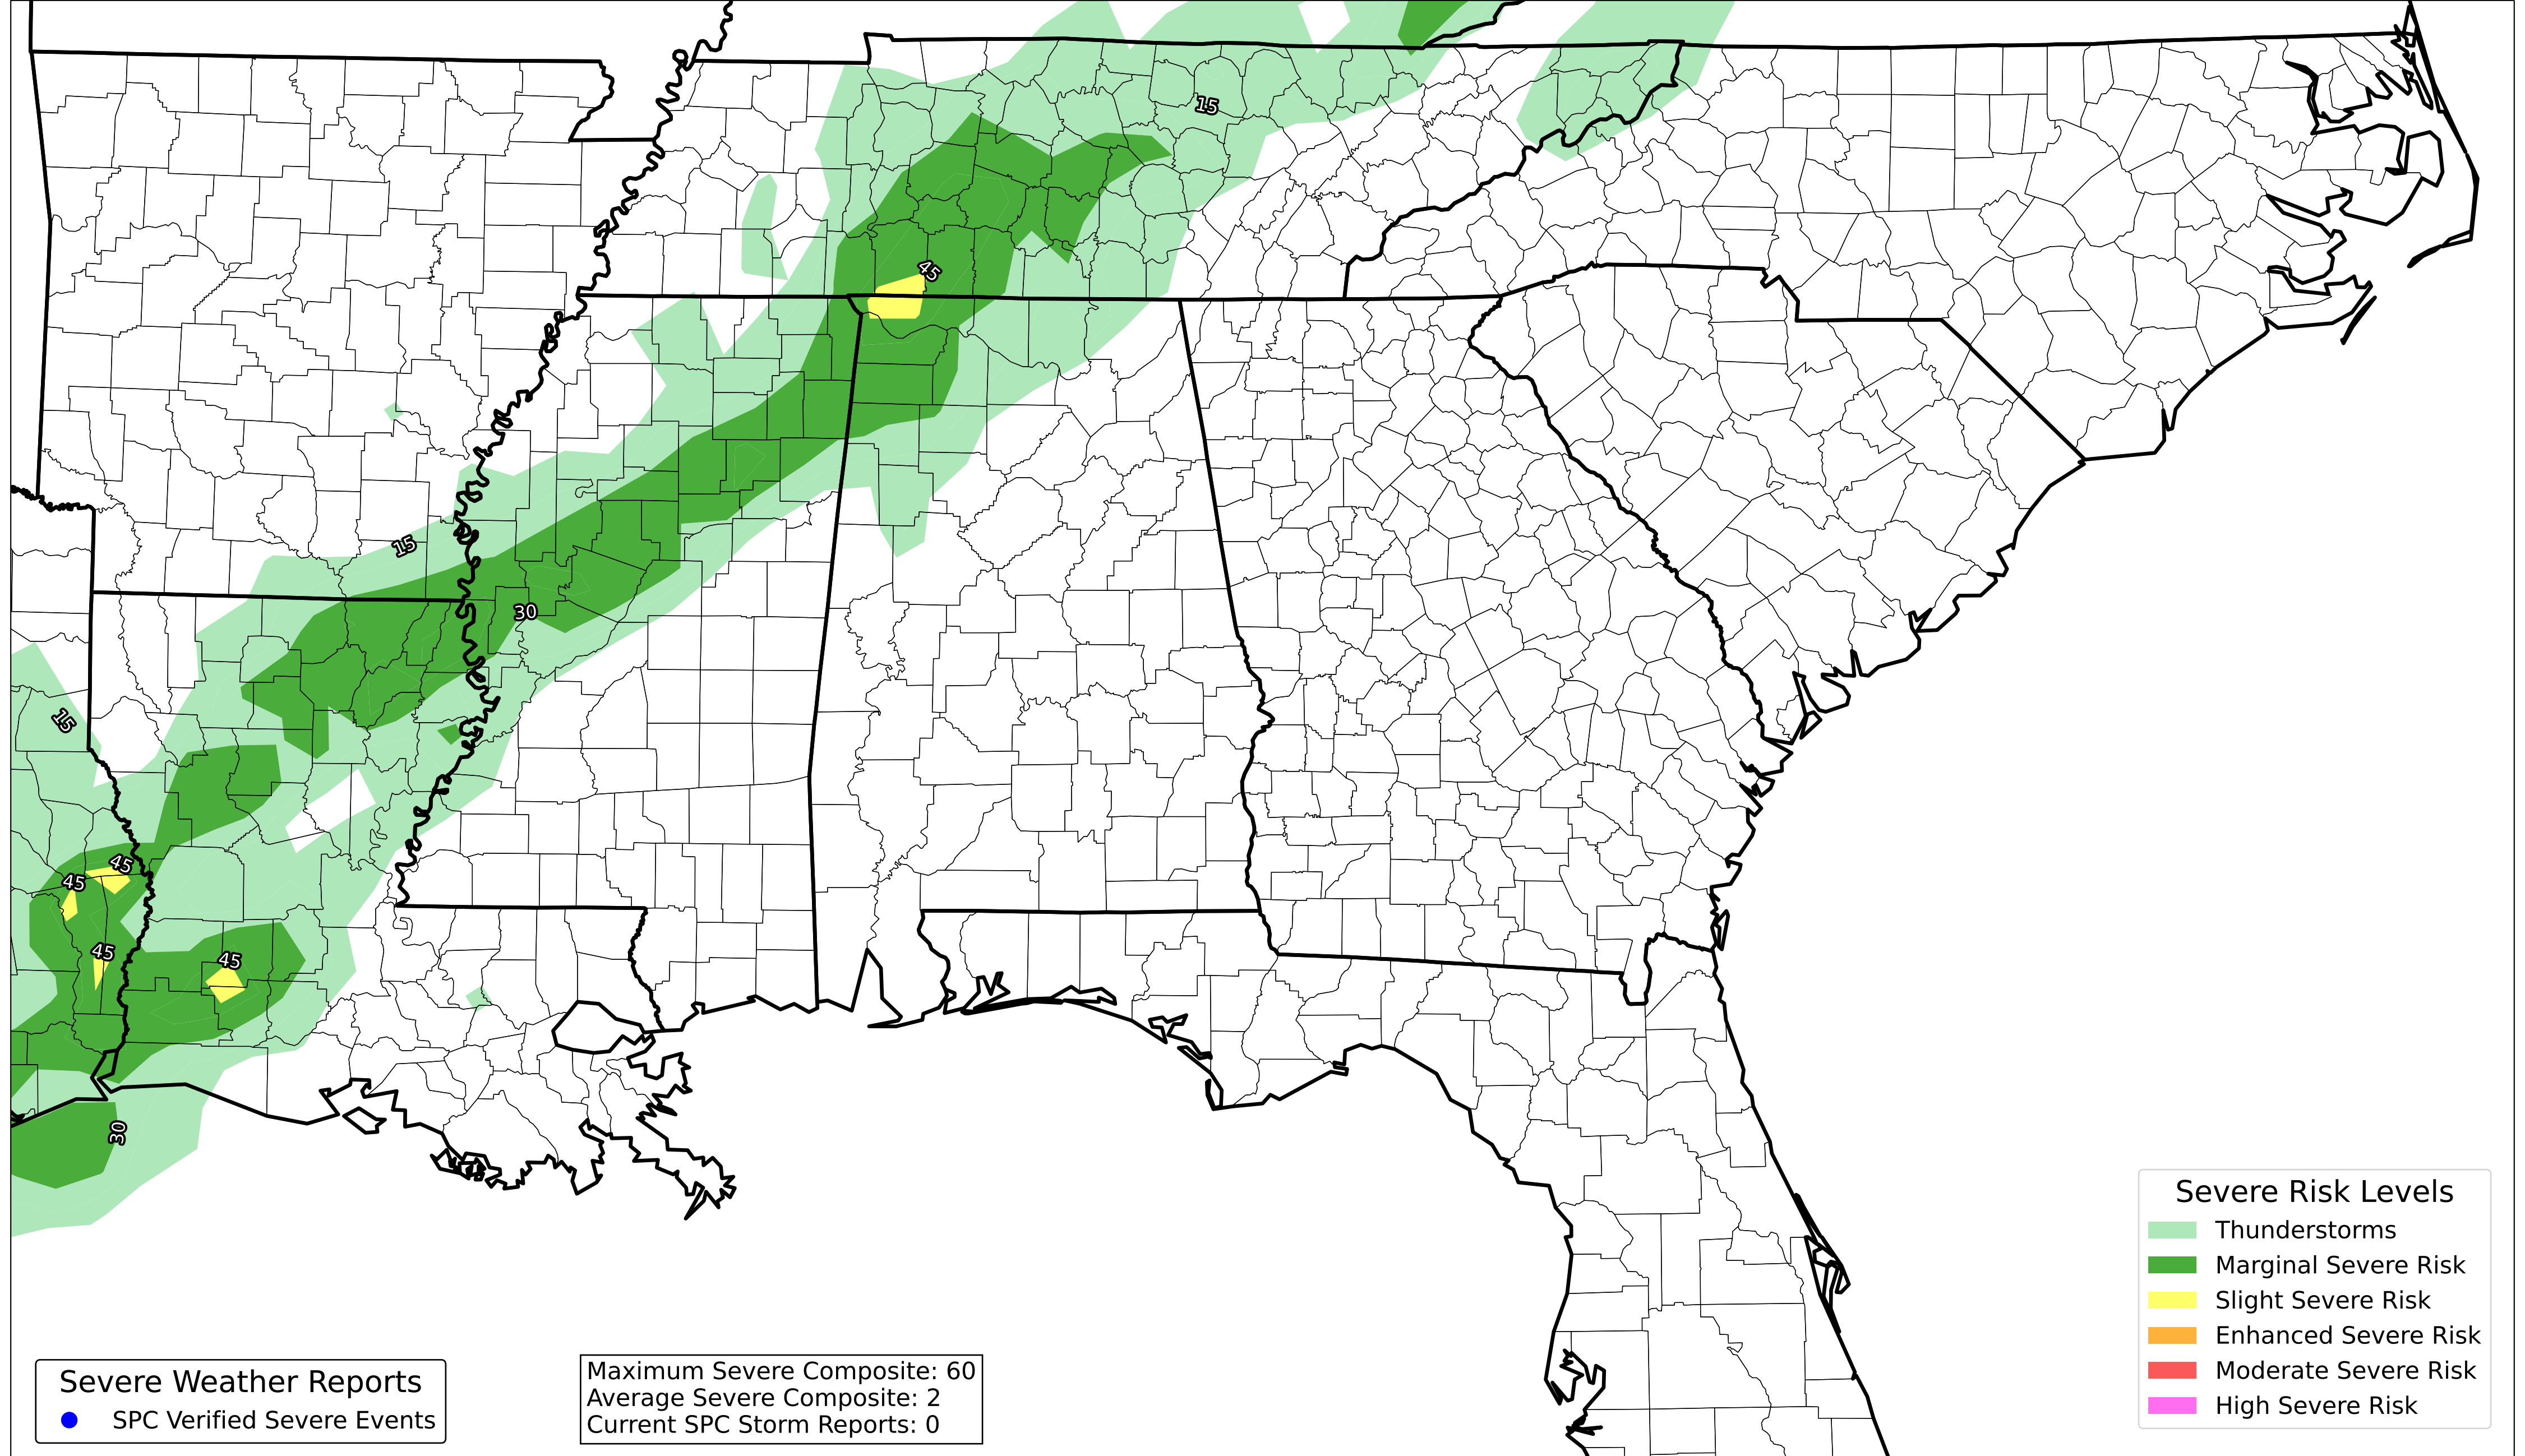 15
45
15
30
15
45
45
45
45
30
Severe Risk Levels
Thunderstorms
Marginal Severe Risk
Slight Severe Risk
Enhanced Severe Risk
Moderate Severe Risk
High Severe Risk
Severe Weather Reports
SPC Verified Severe Events
Maximum Severe Composite: 60
Average Severe Composite: 2
Current SPC Storm Reports: 0